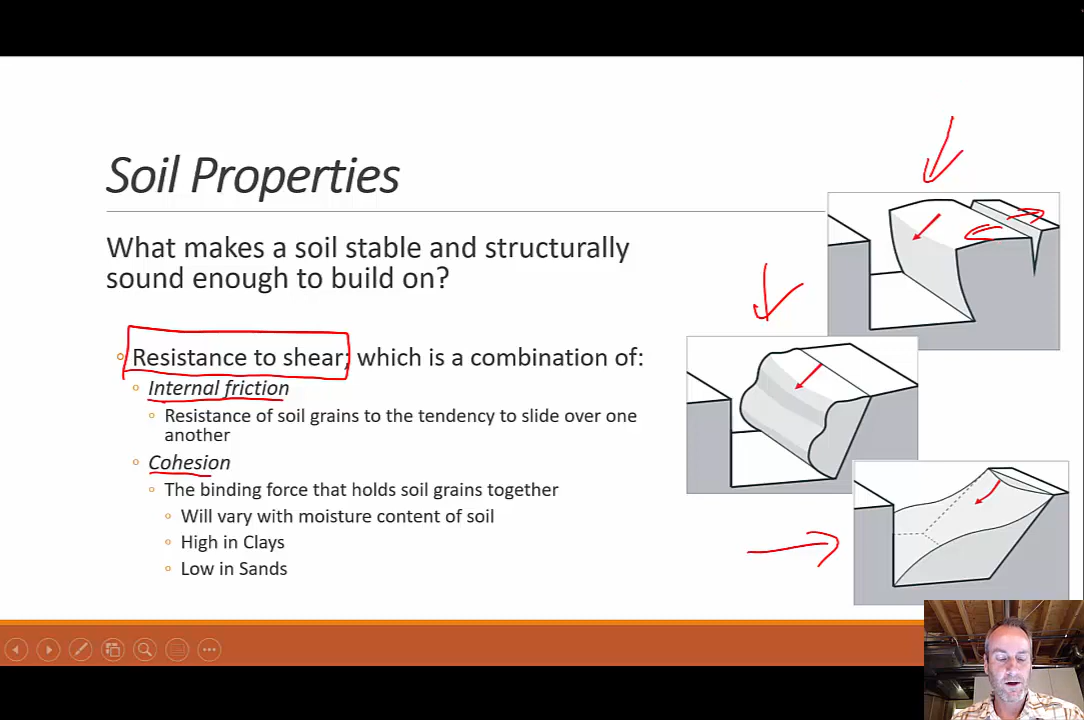 Soil Properties
What makes a soil stable and structurally
sound enough to build on?
Resistance to shear; which is a combination of:
Internal friction
Resistance of soil grains to the tendency to slide over one
another
Cohesion
The binding force that holds soil grains together
Will vary with moisture content of soil
High in Clays
Low in Sands